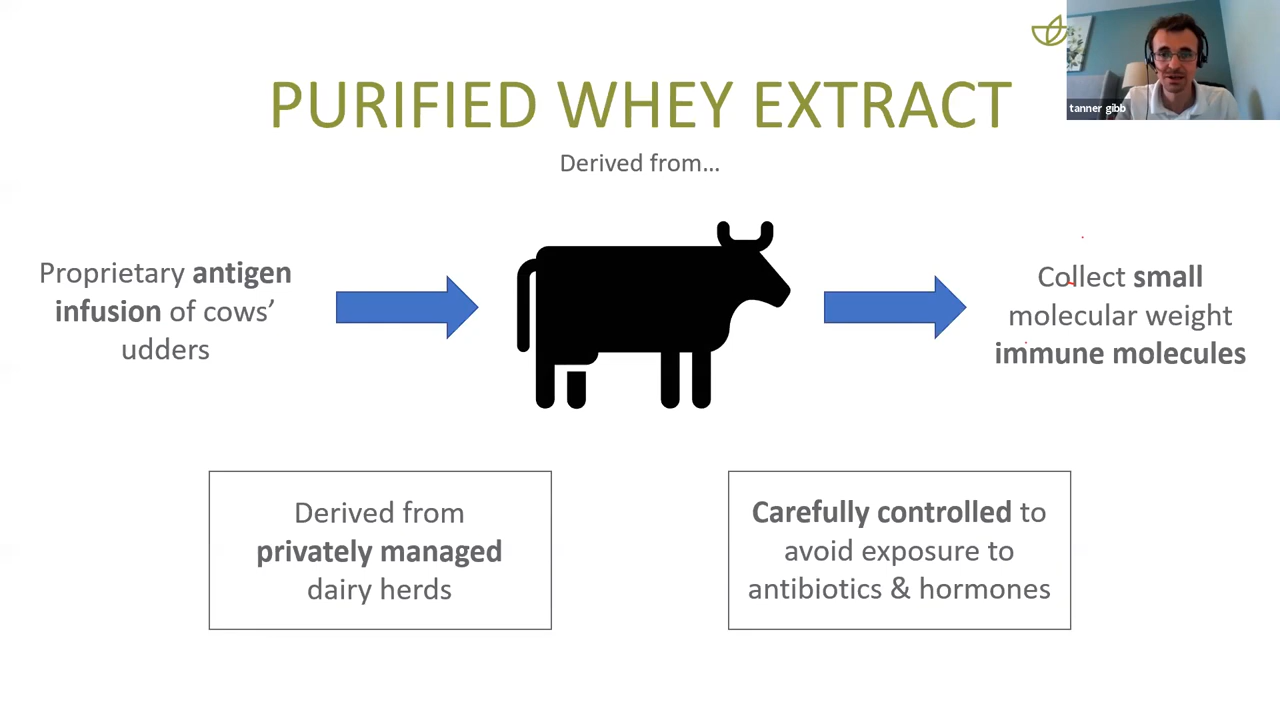 PURIFIED WHEY EXTRACT
tanner gibb
Derived from...
Proprietary antigen
infusion of cows’
udders
Collect small
molecular weight
immune molecules
Derived from
privately managed
dairy herds
Carefully controlled to
avoid exposure to
antibiotics & hormones